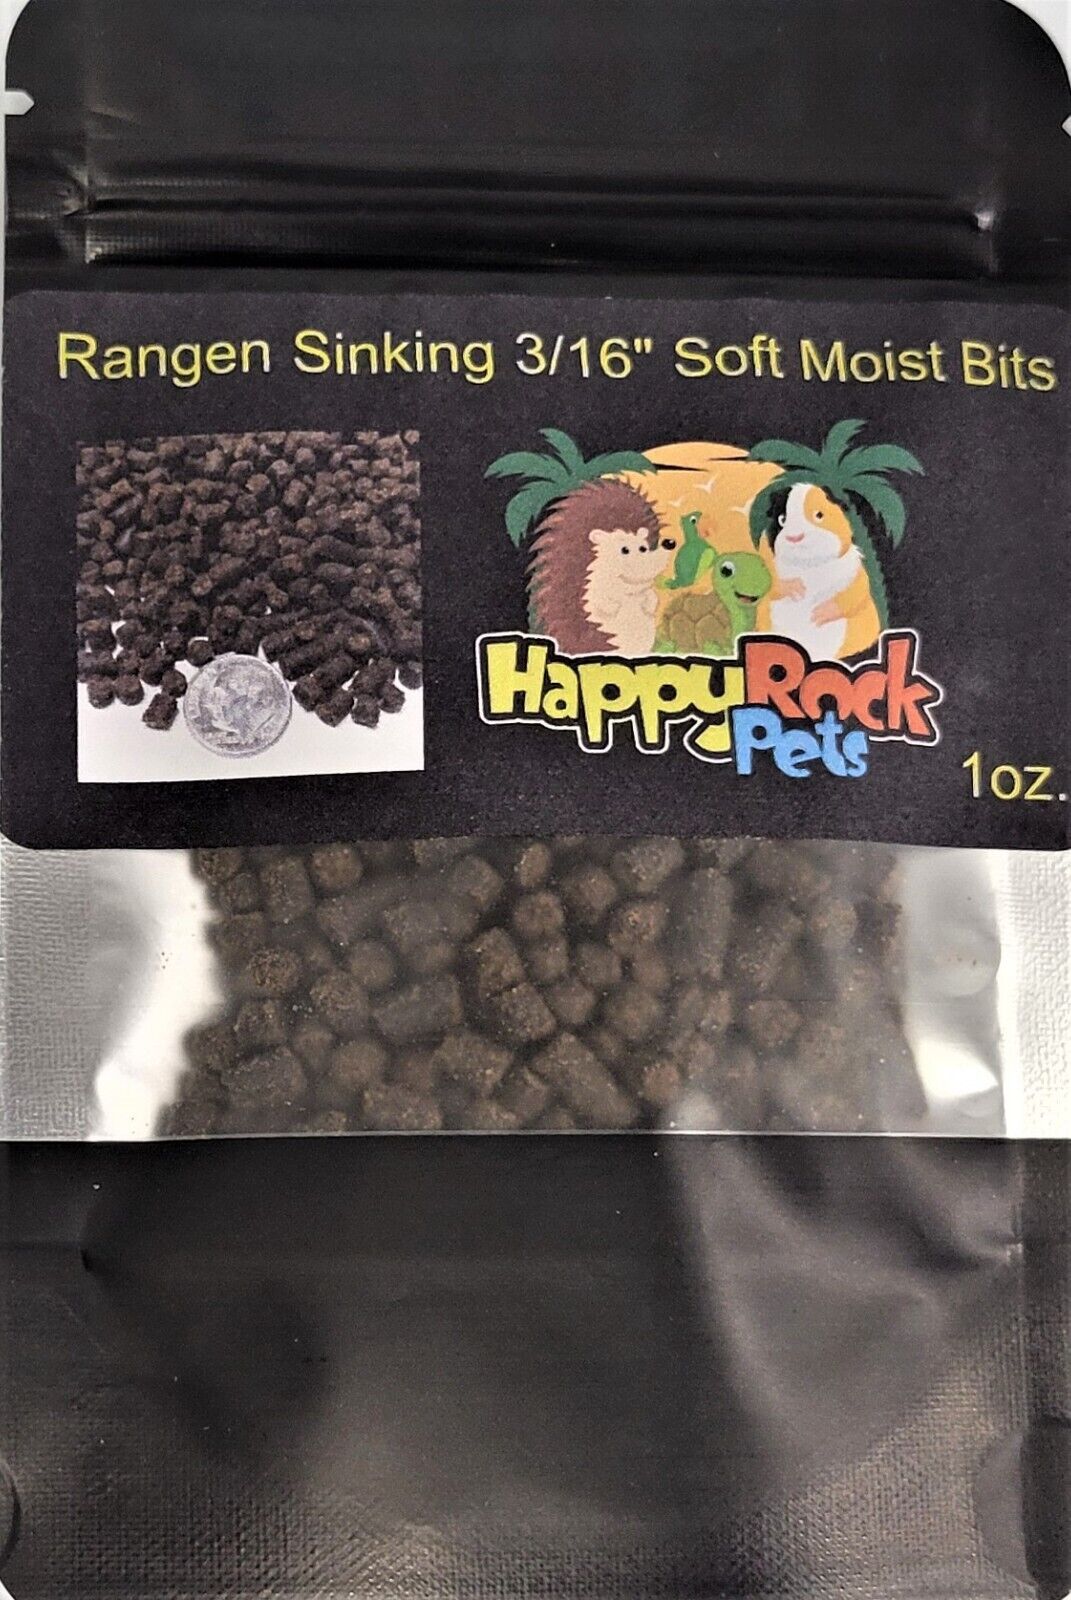 Rangen Sinking 3/16" Soft Moist Bits
HappyRock
Pets
1oz.